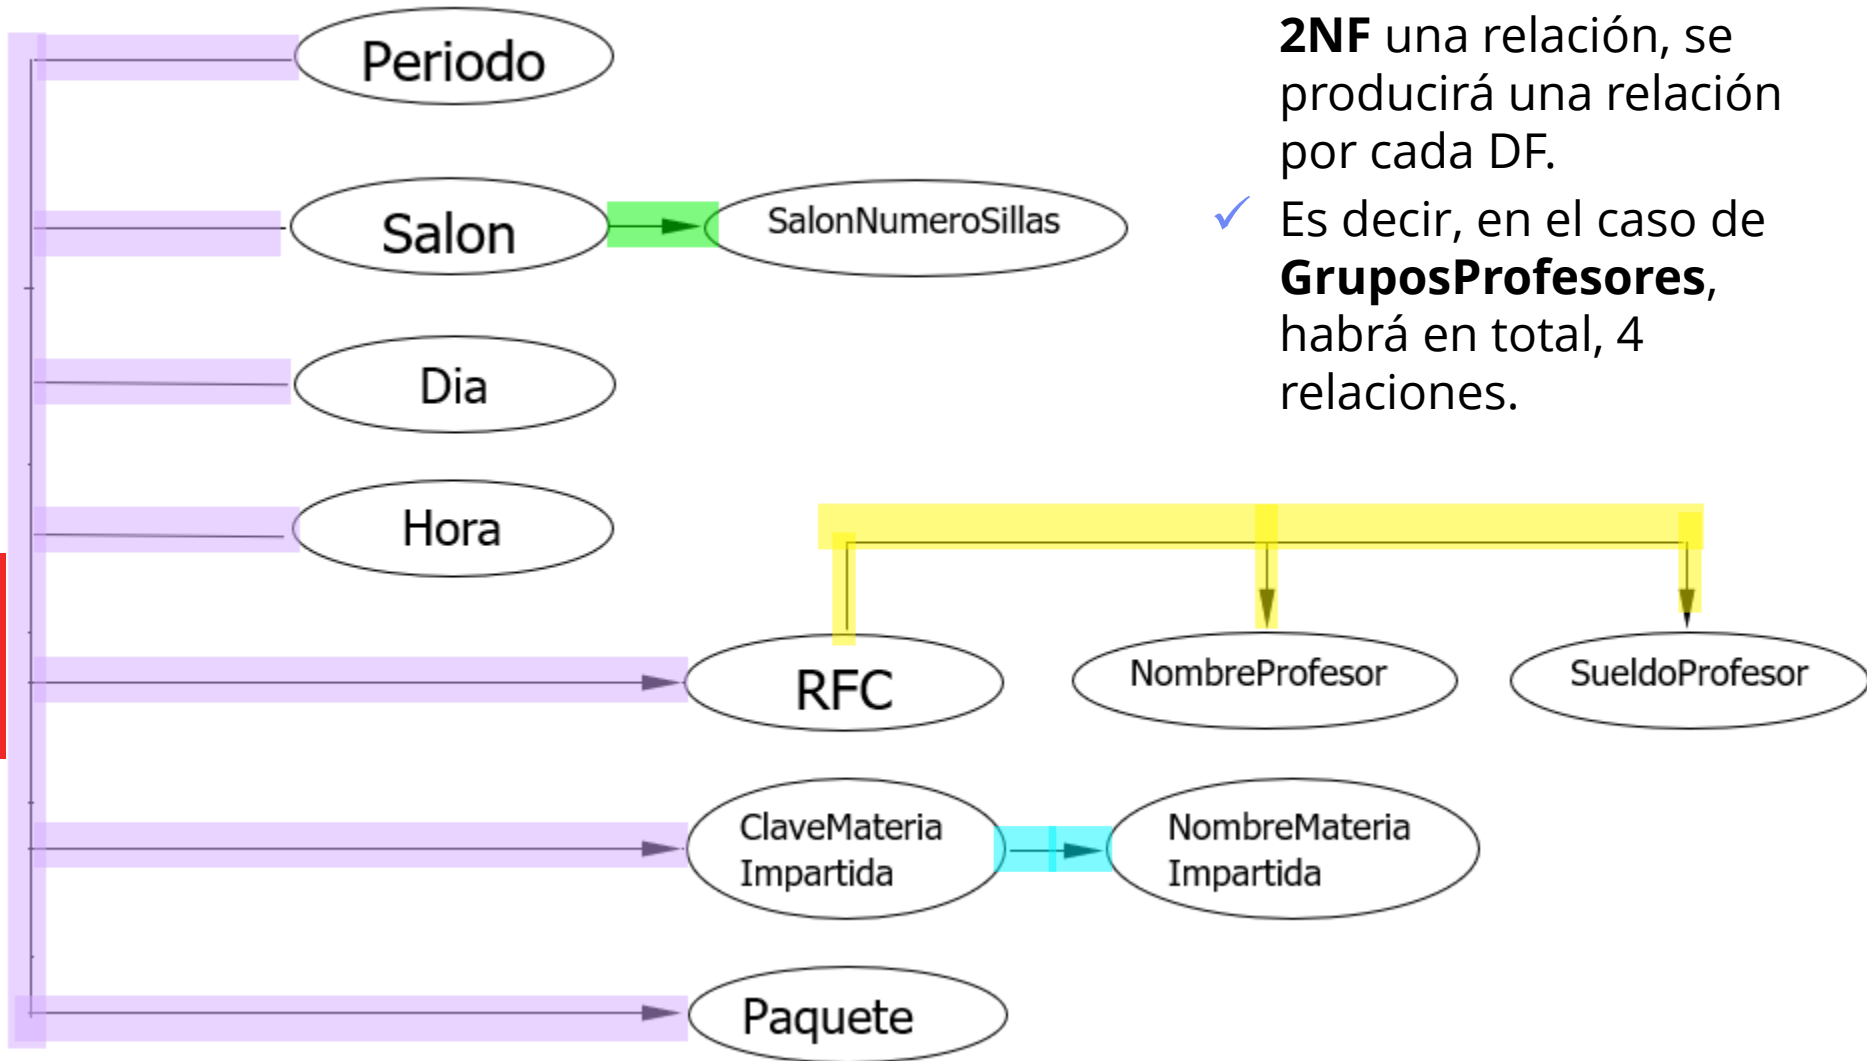 Periodo
Salon
SalonNumeroSillas
Dia
Hora
2NF una relación, se
producirá una relación
por cada DF.
✓ Es decir, en el caso de
GruposProfesores,
habrá en total, 4
relaciones.
RFC
NombreProfesor
SueldoProfesor
ClaveMateria
Impartida
NombreMateria
Impartida
Paquete